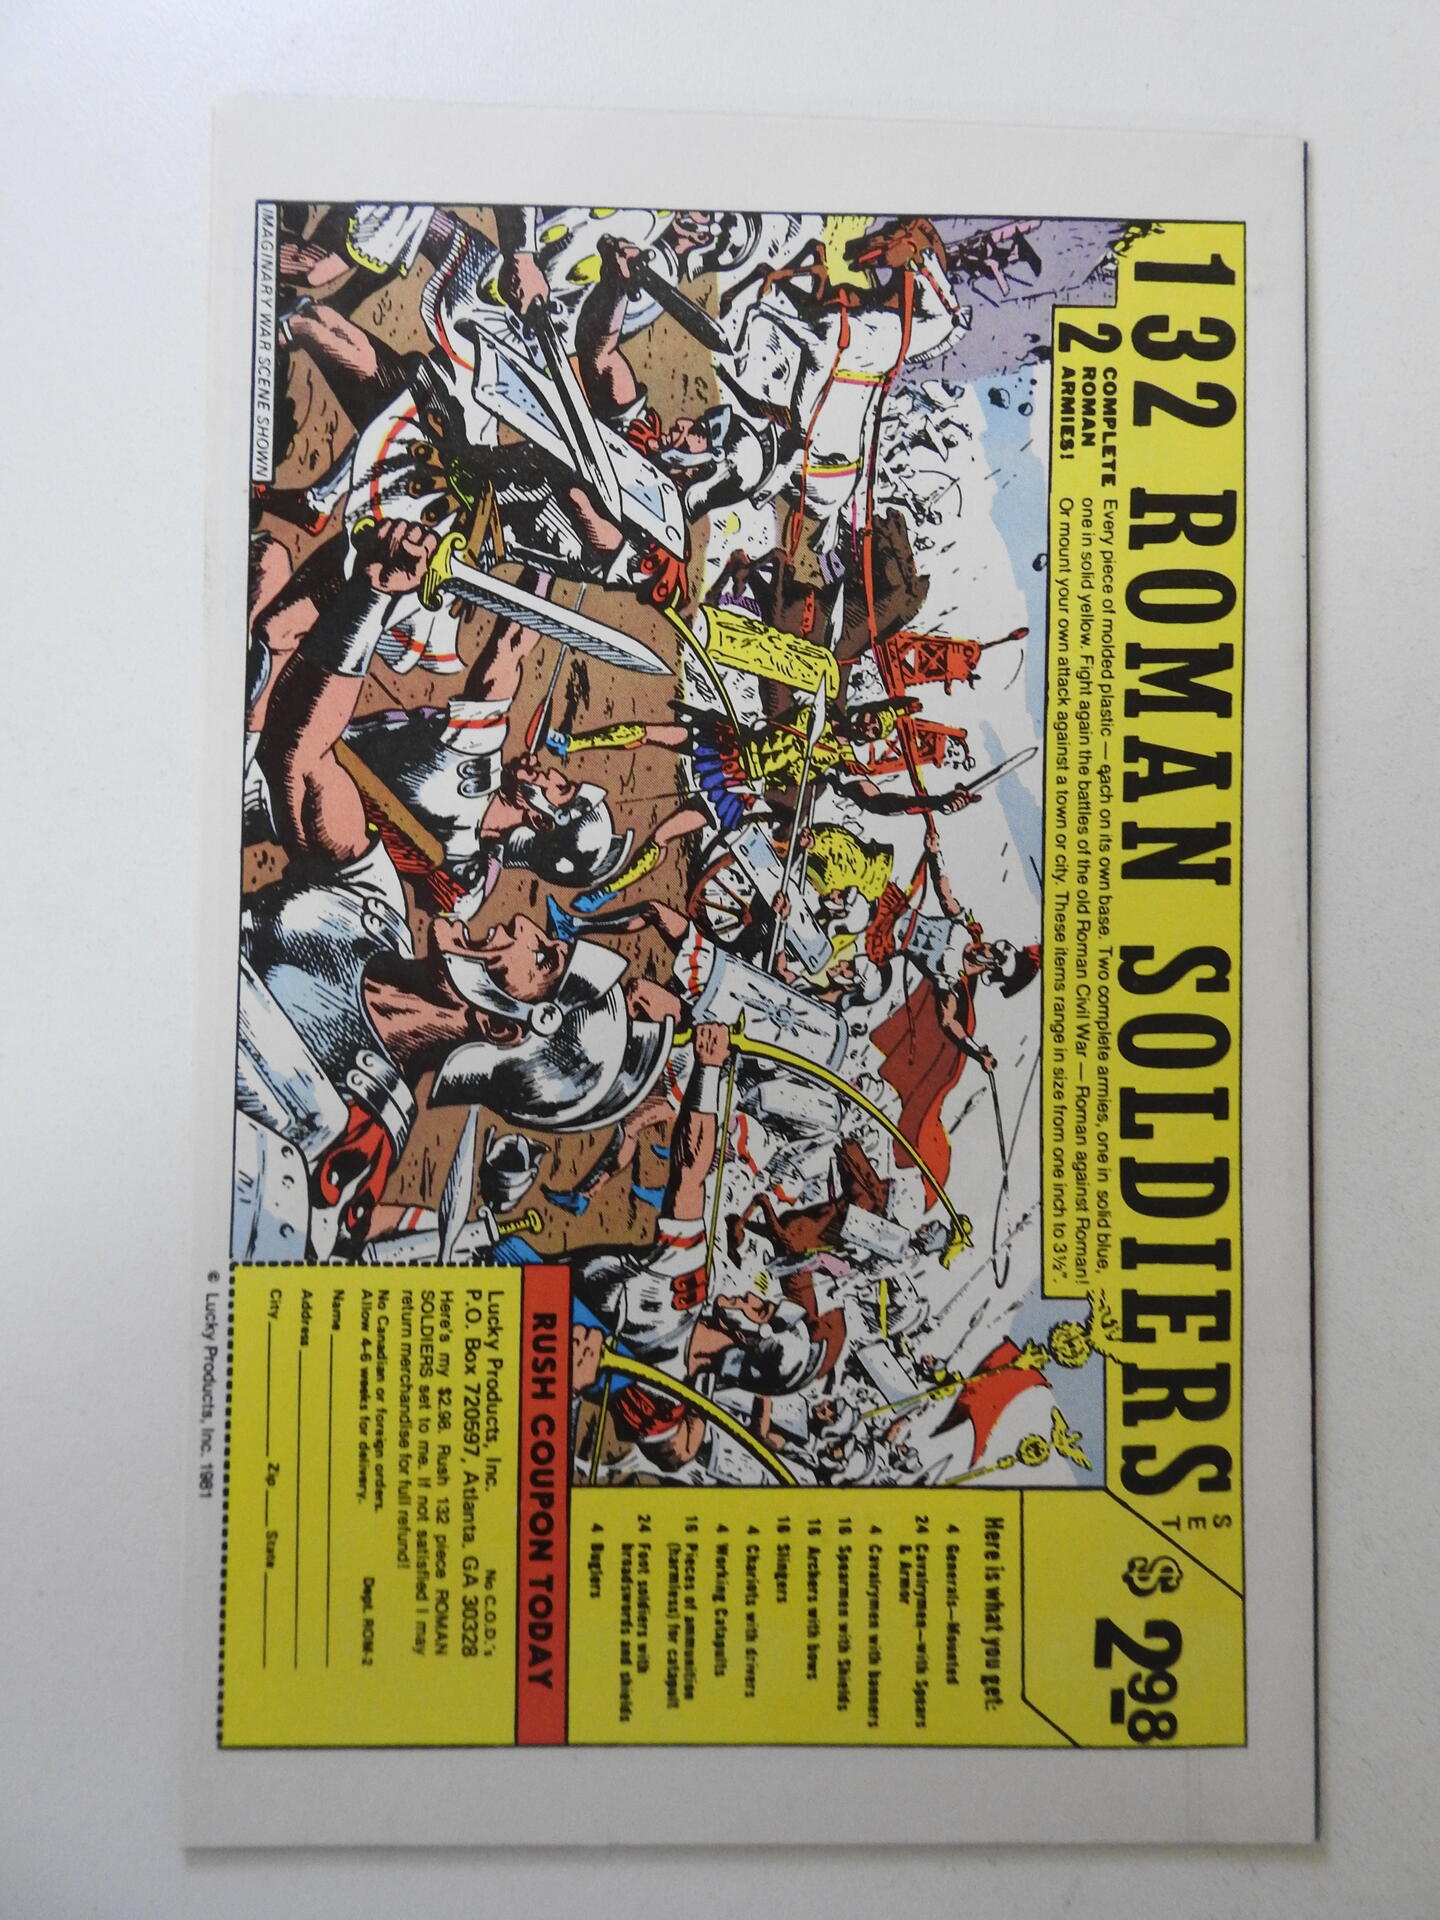 132 ROMAN SOLDIERS SET $2.98
2 COMPLETE
2 ROMAN
ARMIES!
Every piece of molded plastic — each on its own base. Two complete armies, one in solid blue,
one in solid yellow. Fight again the battles of the old Roman Civil War — Roman against Roman!
Or mount your own attack against a town or city. These items range in size from one inch to 3½".
Here is what you get:
4 Generals—Mounted
24 Cavalrymen—with Spears
& Armor
4 Cavalrymen with banners
16 Spearmen with Shields
16 Archers with bows
16 Slingers
4 Chariots with drivers
4 Working Catapults
16 Pieces of ammunition
(harmless) for catapult
24 Foot soldiers with
broadswords and shields
4 Buglers
RUSH COUPON TODAY
Lucky Products, Inc. No C.O.D.'s
P.O. Box 720597, Atlanta, GA 30328
Here's my $2.98. Rush 132 piece ROMAN
SOLDIERS set to me. If not satisfied I may
return merchandise for full refund!
No Canadian or foreign orders.
Allow 4-6 weeks for delivery. Dept. ROM-2
Name
Address
City Zip State
IMAGINARY WAR SCENE SHOWN
© Lucky Products, Inc. 1981